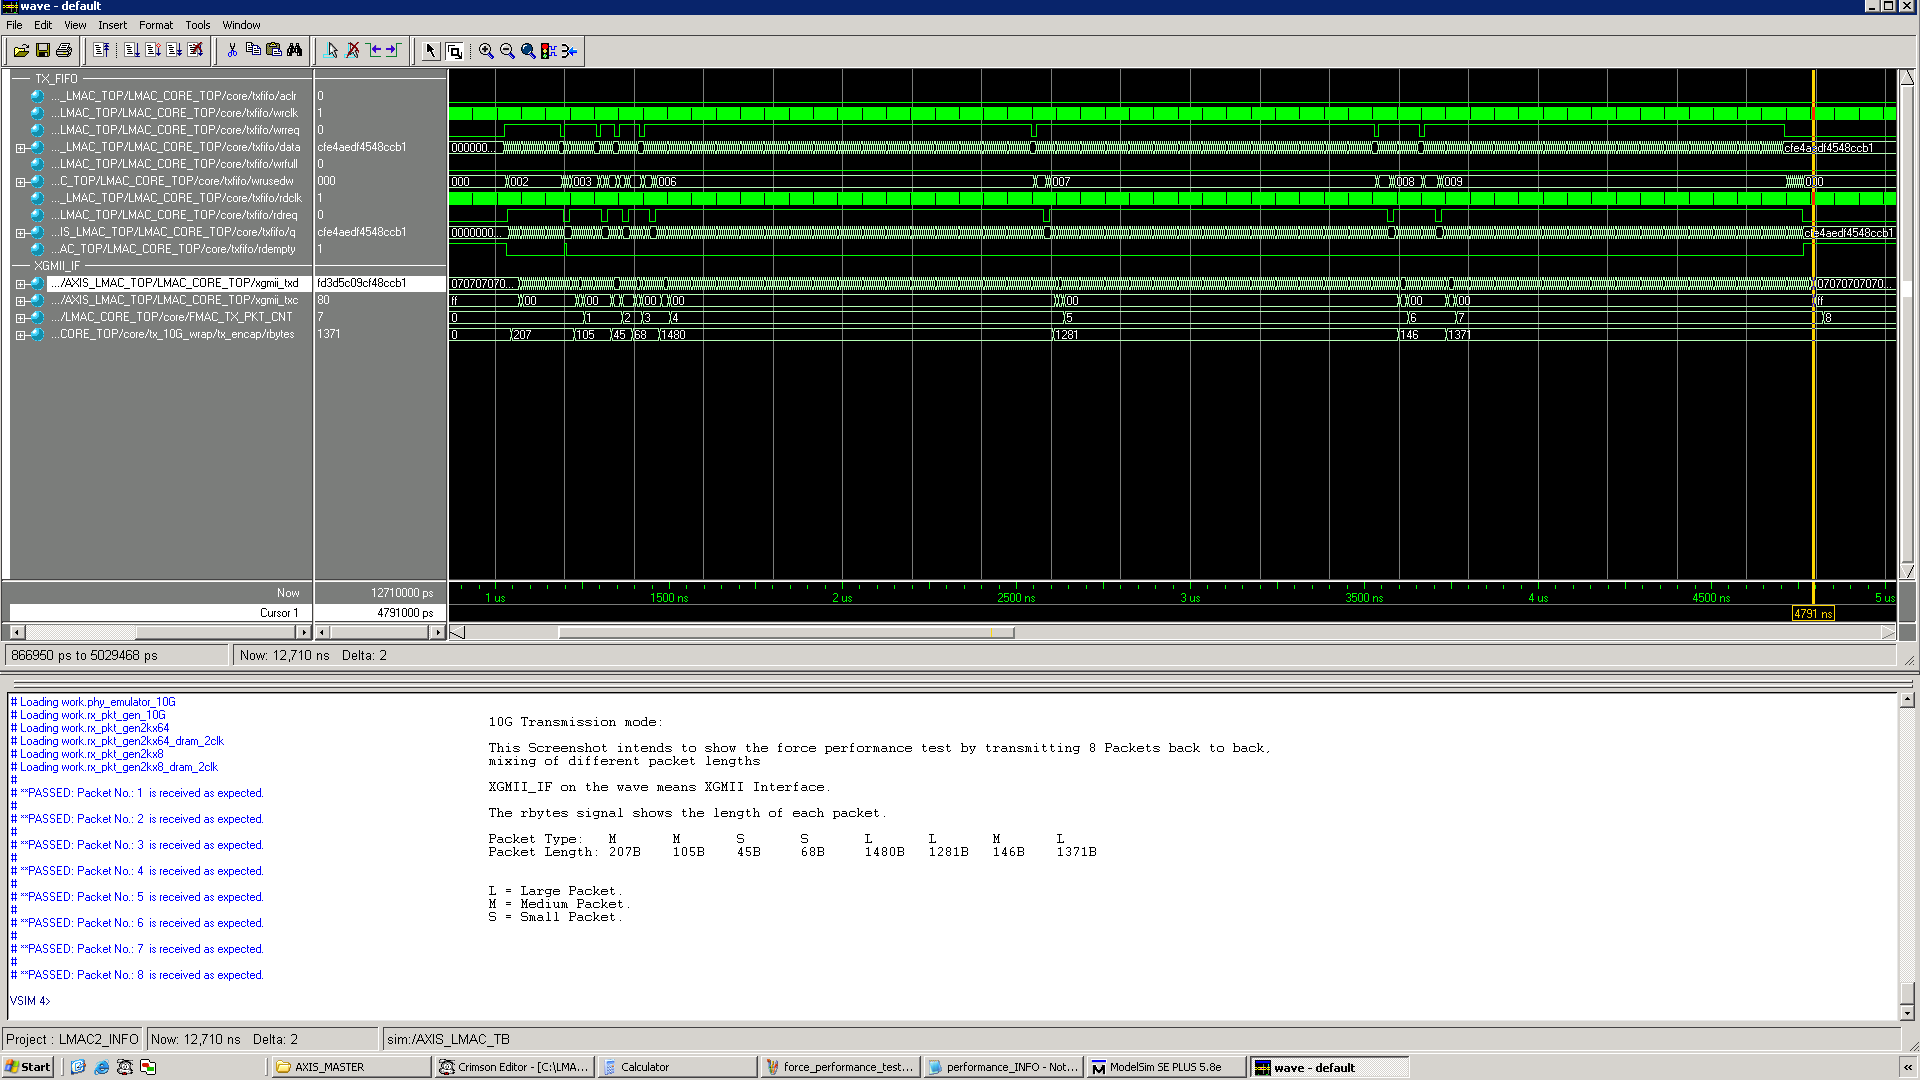 wave - default
File Edit View Insert Format Tools Window
TX_FIFO
..._LMAC_TOP/LMAC_CORE_TOP/core/txfifo/aclr 0
...LMAC_TOP/LMAC_CORE_TOP/core/txfifo/wrclk 1
...LMAC_TOP/LMAC_CORE_TOP/core/txfifo/wrreq 0
..._LMAC_TOP/LMAC_CORE_TOP/core/txfifo/data cfe4aedf4548ccb1 000000... cfe4aedf4548ccb1
...LMAC_TOP/LMAC_CORE_TOP/core/txfifo/wrfull 0
...C_TOP/LMAC_CORE_TOP/core/txfifo/wrusedw 000 000 002 003 006 007 008 009 000
..._LMAC_TOP/LMAC_CORE_TOP/core/txfifo/rdclk 1
...LMAC_TOP/LMAC_CORE_TOP/core/txfifo/rdreq 0
...IS_LMAC_TOP/LMAC_CORE_TOP/core/txfifo/q cfe4aedf4548ccb1 0000000... cfe4aedf4548ccb1
...AC_TOP/LMAC_CORE_TOP/core/txfifo/rdempty 1
XGMII_IF
.../AXIS_LMAC_TOP/LMAC_CORE_TOP/xgmii_txd fd3d5c09cf48ccb1 070707070... 07070707070...
.../AXIS_LMAC_TOP/LMAC_CORE_TOP/xgmii_txc 80 ff 00 00 00 00 00 00 00 ff
.../LMAC_CORE_TOP/core/FMAC_TX_PKT_CNT 7 0 1 2 3 4 5 6 7 8
...CORE_TOP/core/tx_10G_wrap/tx_encap/rbytes 1371 0 207 105 45 68 1480 1281 146 1371
Now 12710000 ps 1 us 1500 ns 2 us 2500 ns 3 us 3500 ns 4 us 4500 ns 5 us
Cursor 1 4791000 ps 4791 ns
866950 ps to 5029468 ps Now: 12,710 ns Delta: 2
# Loading work.phy_emulator_10G
# Loading work.rx_pkt_gen_10G
# Loading work.rx_pkt_gen2kx64
# Loading work.rx_pkt_gen2kx64_dram_2clk
# Loading work.rx_pkt_gen2kx8
# Loading work.rx_pkt_gen2kx8_dram_2clk
#
# **PASSED: Packet No.: 1 is received as expected.
#
# **PASSED: Packet No.: 2 is received as expected.
#
# **PASSED: Packet No.: 3 is received as expected.
#
# **PASSED: Packet No.: 4 is received as expected.
#
# **PASSED: Packet No.: 5 is received as expected.
#
# **PASSED: Packet No.: 6 is received as expected.
#
# **PASSED: Packet No.: 7 is received as expected.
#
# **PASSED: Packet No.: 8 is received as expected.
VSIM 4>
10G Transmission mode:
This Screenshot intends to show the force performance test by transmitting 8 Packets back to back,
mixing of different packet lengths
XGMII_IF on the wave means XGMII Interface.
The rbytes signal shows the length of each packet.
Packet Type: M M S S L L M L
Packet Length: 207B 105B 45B 68B 1480B 1281B 146B 1371B
L = Large Packet.
M = Medium Packet.
S = Small Packet.
Project : LMAC2_INFO Now: 12,710 ns Delta: 2 sim:/AXIS_LMAC_TB
Start AXIS_MASTER Crimson Editor - [C:\LMA... Calculator force_performance_test... performance_INFO - Not... ModelSim SE PLUS 5.8e wave - default «